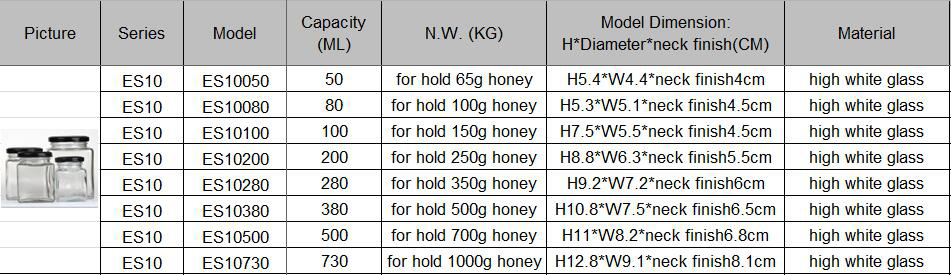 Picture Series Model Capacity (ML) N.W. (KG) Model Dimension: H*Diameter*neck finish(CM) Material
ES10 ES10050 50 for hold 65g honey H5.4*W4.4*neck finish4cm high white glass
ES10 ES10080 80 for hold 100g honey H5.3*W5.1*neck finish4.5cm high white glass
ES10 ES10100 100 for hold 150g honey H7.5*W5.5*neck finish4.5cm high white glass
ES10 ES10200 200 for hold 250g honey H8.8*W6.3*neck finish5.5cm high white glass
ES10 ES10280 280 for hold 350g honey H9.2*W7.2*neck finish6cm high white glass
ES10 ES10380 380 for hold 500g honey H10.8*W7.5*neck finish6.5cm high white glass
ES10 ES10500 500 for hold 700g honey H11*W8.2*neck finish6.8cm high white glass
ES10 ES10730 730 for hold 1000g honey H12.8*W9.1*neck finish8.1cm high white glass